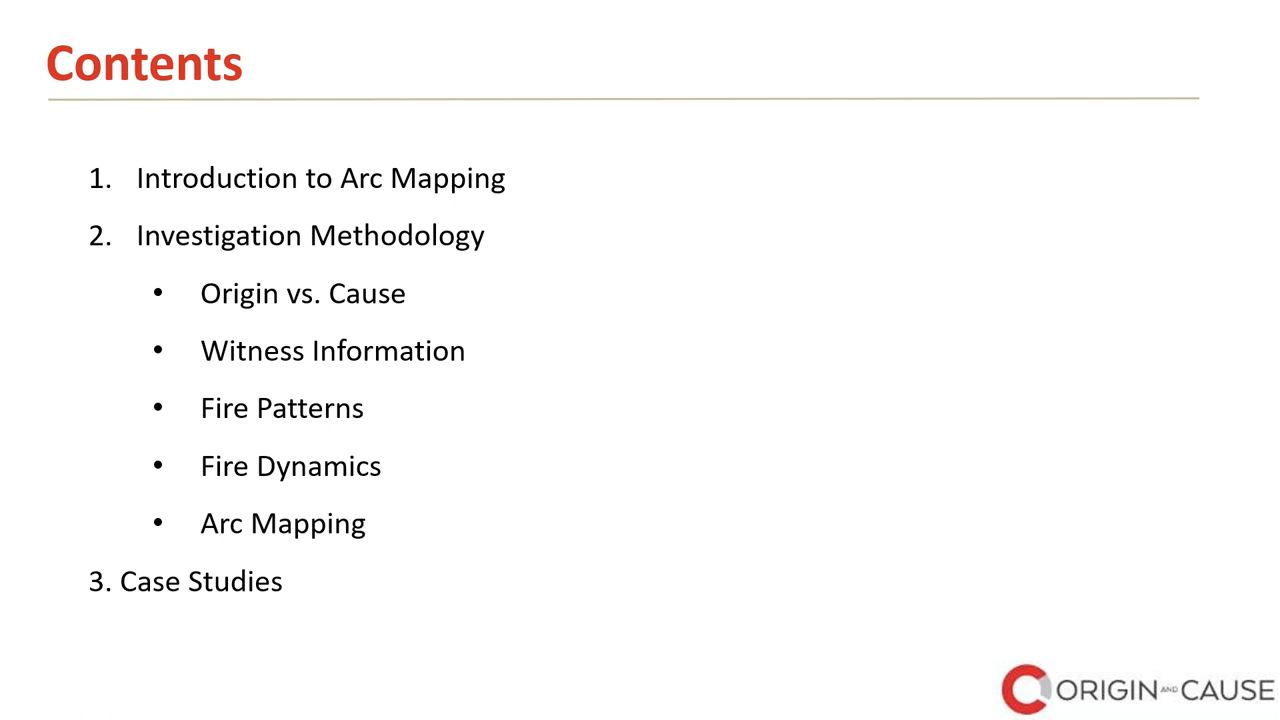 Contents
1. Introduction to Arc Mapping
2. Investigation Methodology
• Origin vs. Cause
• Witness Information
• Fire Patterns
• Fire Dynamics
• Arc Mapping
3. Case Studies
ORIGIN AND CAUSE